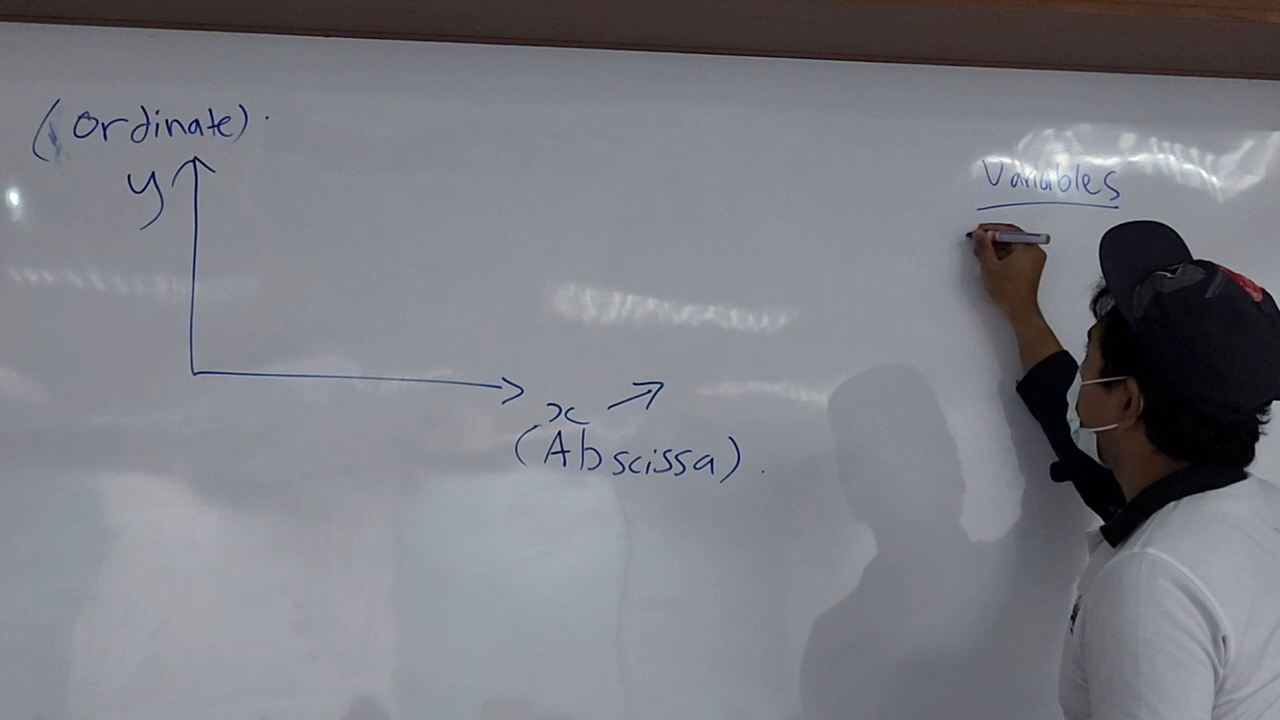 (Ordinate).
y
Variables
x
(Abscissa).